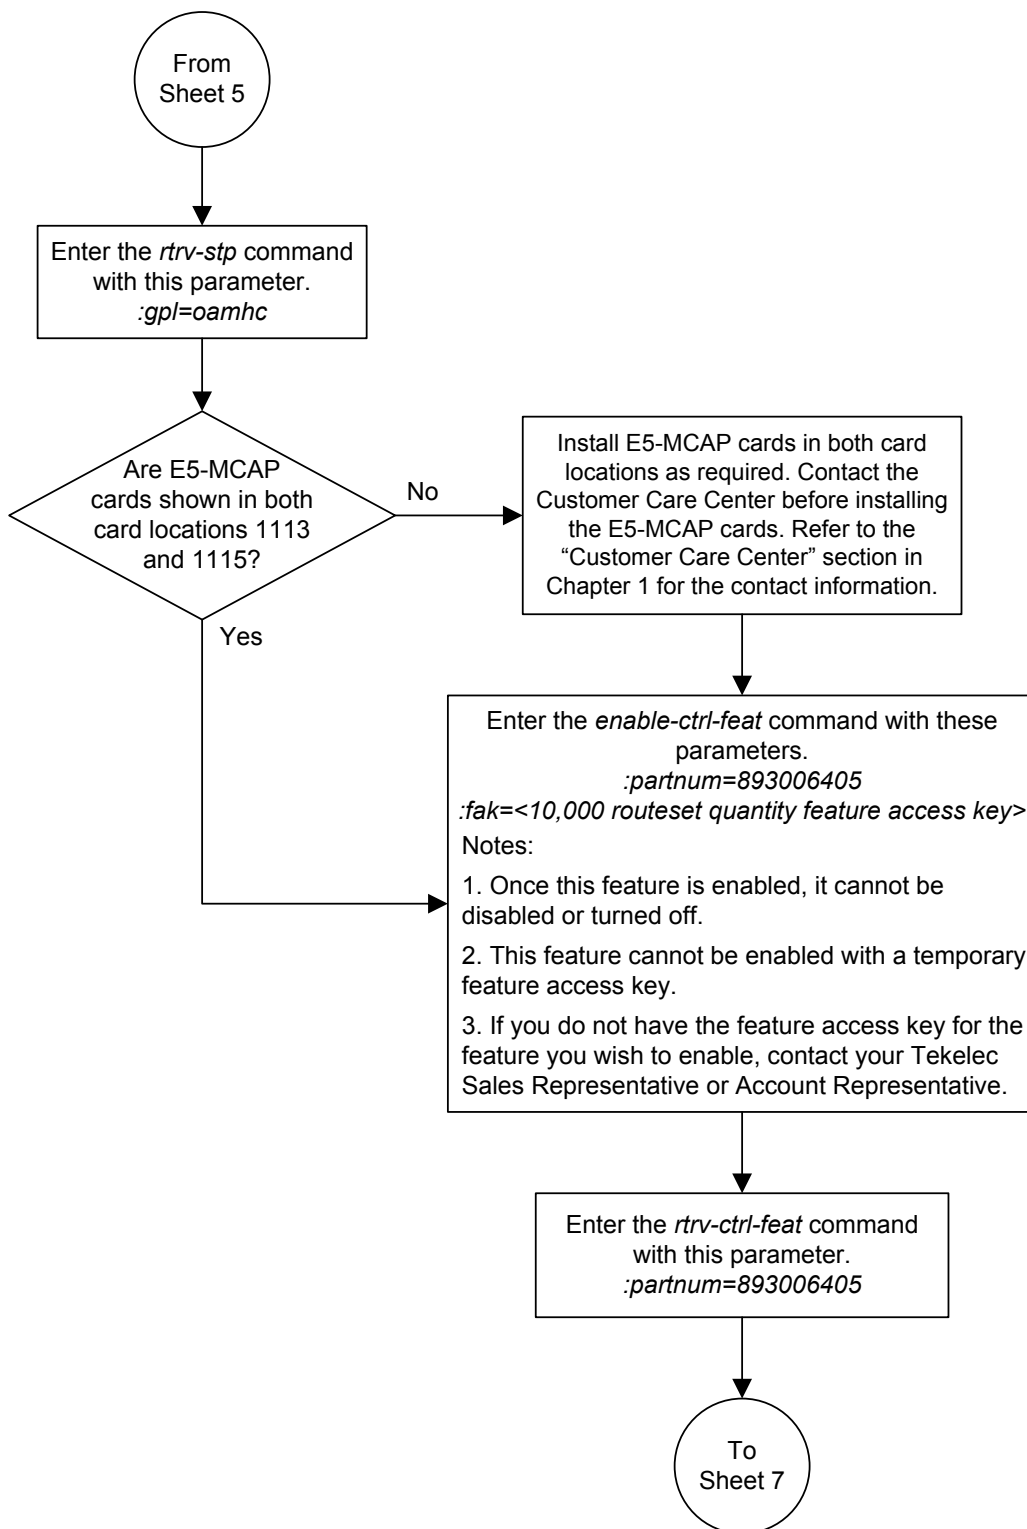 From
Sheet 5
Enter the rtrv-stp command
with this parameter.
:gpl=oamhc
Are E5-MCAP
cards shown in both
card locations 1113
and 1115?
No
Yes
Install E5-MCAP cards in both card
locations as required. Contact the
Customer Care Center before installing
the E5-MCAP cards. Refer to the
“Customer Care Center” section in
Chapter 1 for the contact information.
Enter the enable-ctrl-feat command with these
parameters.
:partnum=893006405
:fak=<10,000 routeset quantity feature access key>
Notes:
1. Once this feature is enabled, it cannot be
disabled or turned off.
2. This feature cannot be enabled with a temporary
feature access key.
3. If you do not have the feature access key for the
feature you wish to enable, contact your Tekelec
Sales Representative or Account Representative.
Enter the rtrv-ctrl-feat command
with this parameter.
:partnum=893006405
To
Sheet 7